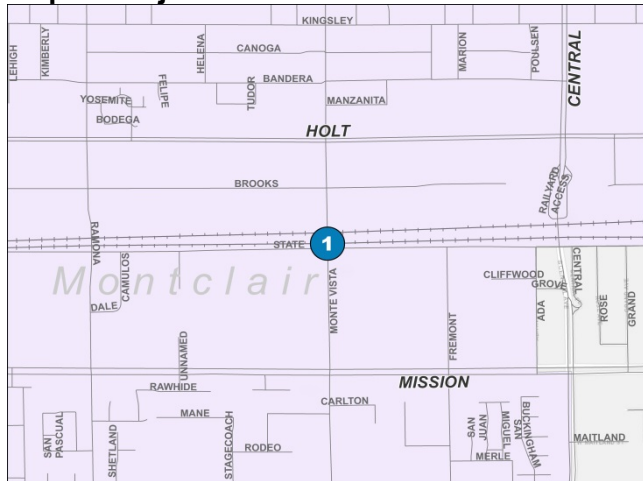 KINGSLEY
LEHIGH
KIMBERLY
HELENA
CANOGA
MARION
POULSEN
CENTRAL
BANDERA
FELIPE
TUDOR
YOSEMITE
MANZANITA
BODEGA
HOLT
BROOKS
RAILYARD
ACCESS
RAMONA
STATE
1
Montclair
CAMULOS
DALE
MONTE VISTA
CLIFFWOOD
GROVE
CENTRAL
ADA
ROSE
GRAND
FREMONT
UNNAMED
MISSION
RAWHIDE
CARLTON
MANE
SAN
PASCUAL
SHETLAND
STAGECOACH
RODEO
SAN
JUAN
SAN
MIGUEL
BUCKINGHAM
MERLE
MAITLAND